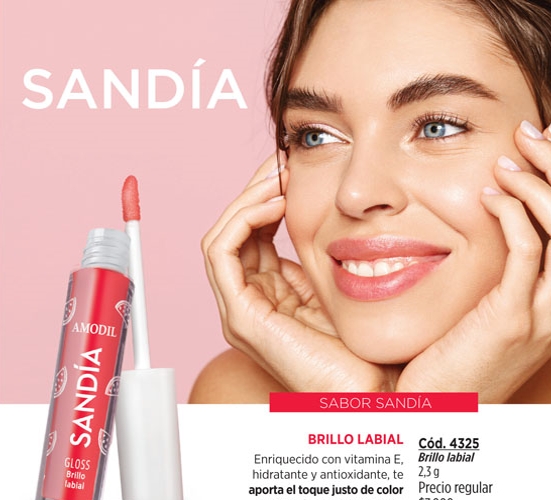 SANDÍA
AMODIL
SANDÍA
GLOSS
Brillo
labial
SABOR SANDÍA
BRILLO LABIAL
Enriquecido con vitamina E,
hidratante y antioxidante, te
aporta el toque justo de color
Cód. 4325
Brillo labial
2,3 g
Precio regular